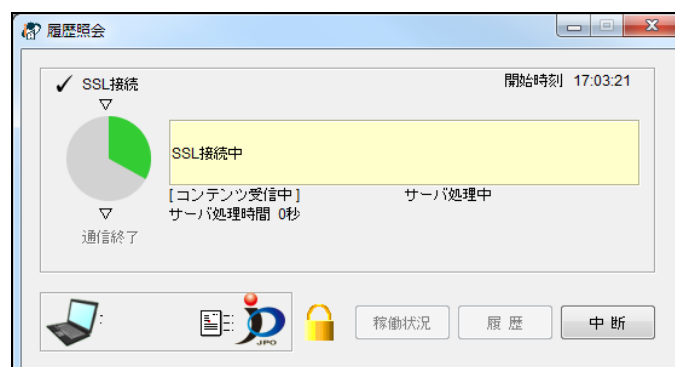 履歴照会
SSL接続
開始時刻 17:03:21
SSL接続中
[コンテンツ受信中] サーバ処理中
サーバ処理時間 0秒
通信終了
JPO
稼働状況 履 歴 中 断